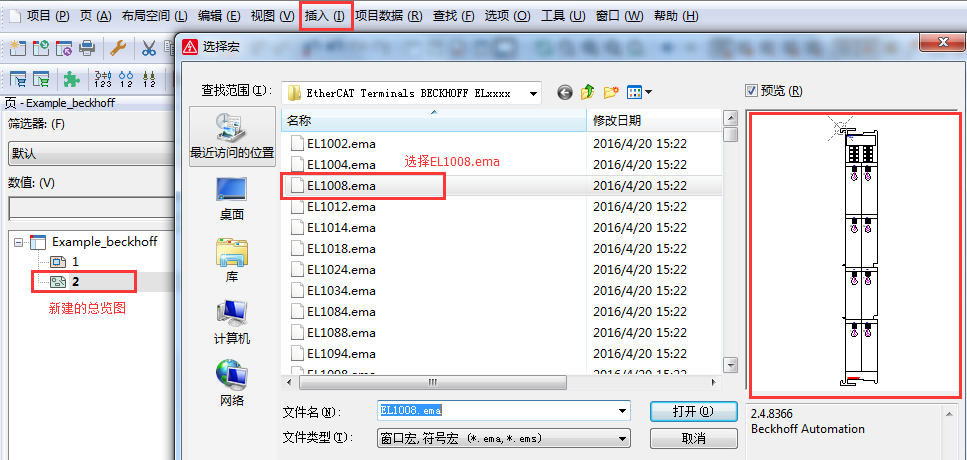 项目 (P) 页 (A) 布局空间 (L) 编辑 (E) 视图 (V) 插入 (I) 项目数据 (R) 查找 (F) 选项 (O) 工具 (U) 窗口 (W) 帮助 (H)
选择宏
123 12 12
页 - Example_beckhoff
筛选器: (F)
默认
数值: (V)
Example_beckhoff
1
2
新建的总览图
查找范围(I):
EtherCAT Terminals BECKHOFF ELxxxx
最近访问的位置
桌面
库
计算机
网络
名称 修改日期
EL1002.ema 2016/4/20 15:22
EL1004.ema 2016/4/20 15:22
选择EL1008.ema
EL1008.ema 2016/4/20 15:22
EL1012.ema 2016/4/20 15:22
EL1014.ema 2016/4/20 15:22
EL1018.ema 2016/4/20 15:22
EL1024.ema 2016/4/20 15:22
EL1034.ema 2016/4/20 15:22
EL1084.ema 2016/4/20 15:22
EL1088.ema 2016/4/20 15:22
EL1094.ema 2016/4/20 15:22
文件名(N): EL1008.ema 打开(O)
文件类型(T): 窗口宏,符号宏 (*.ema,*.ems) 取消
预览(R)
2.4.8366
Beckhoff Automation